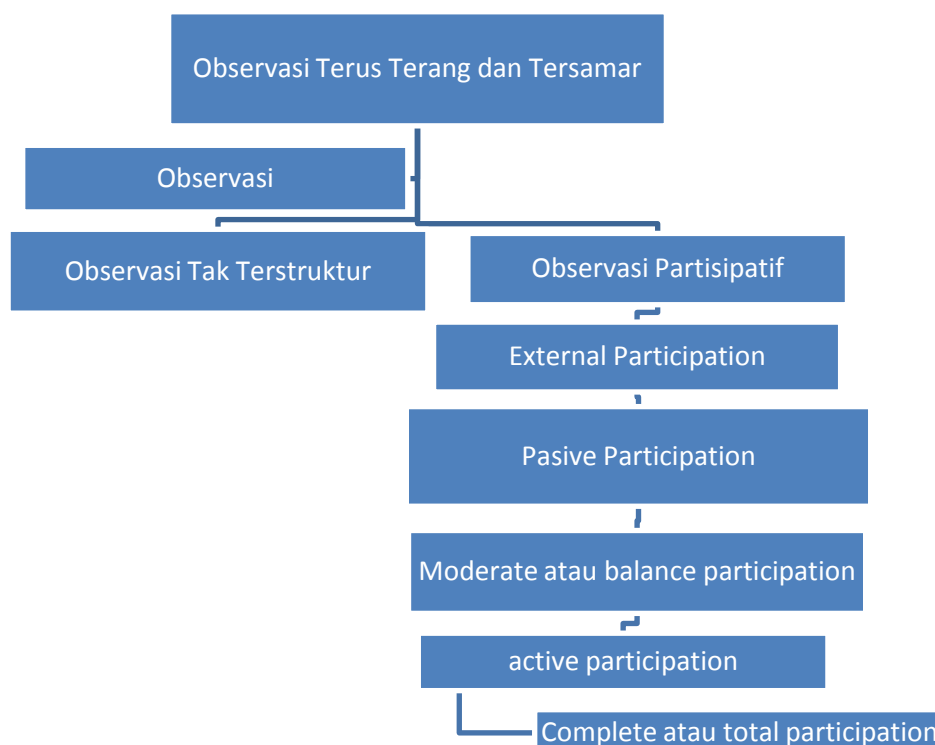 Observasi Terus Terang dan Tersamar
Observasi
Observasi Tak Terstruktur
Observasi Partisipatif
External Participation
Pasive Participation
Moderate atau balance participation
active participation
Complete atau total participation